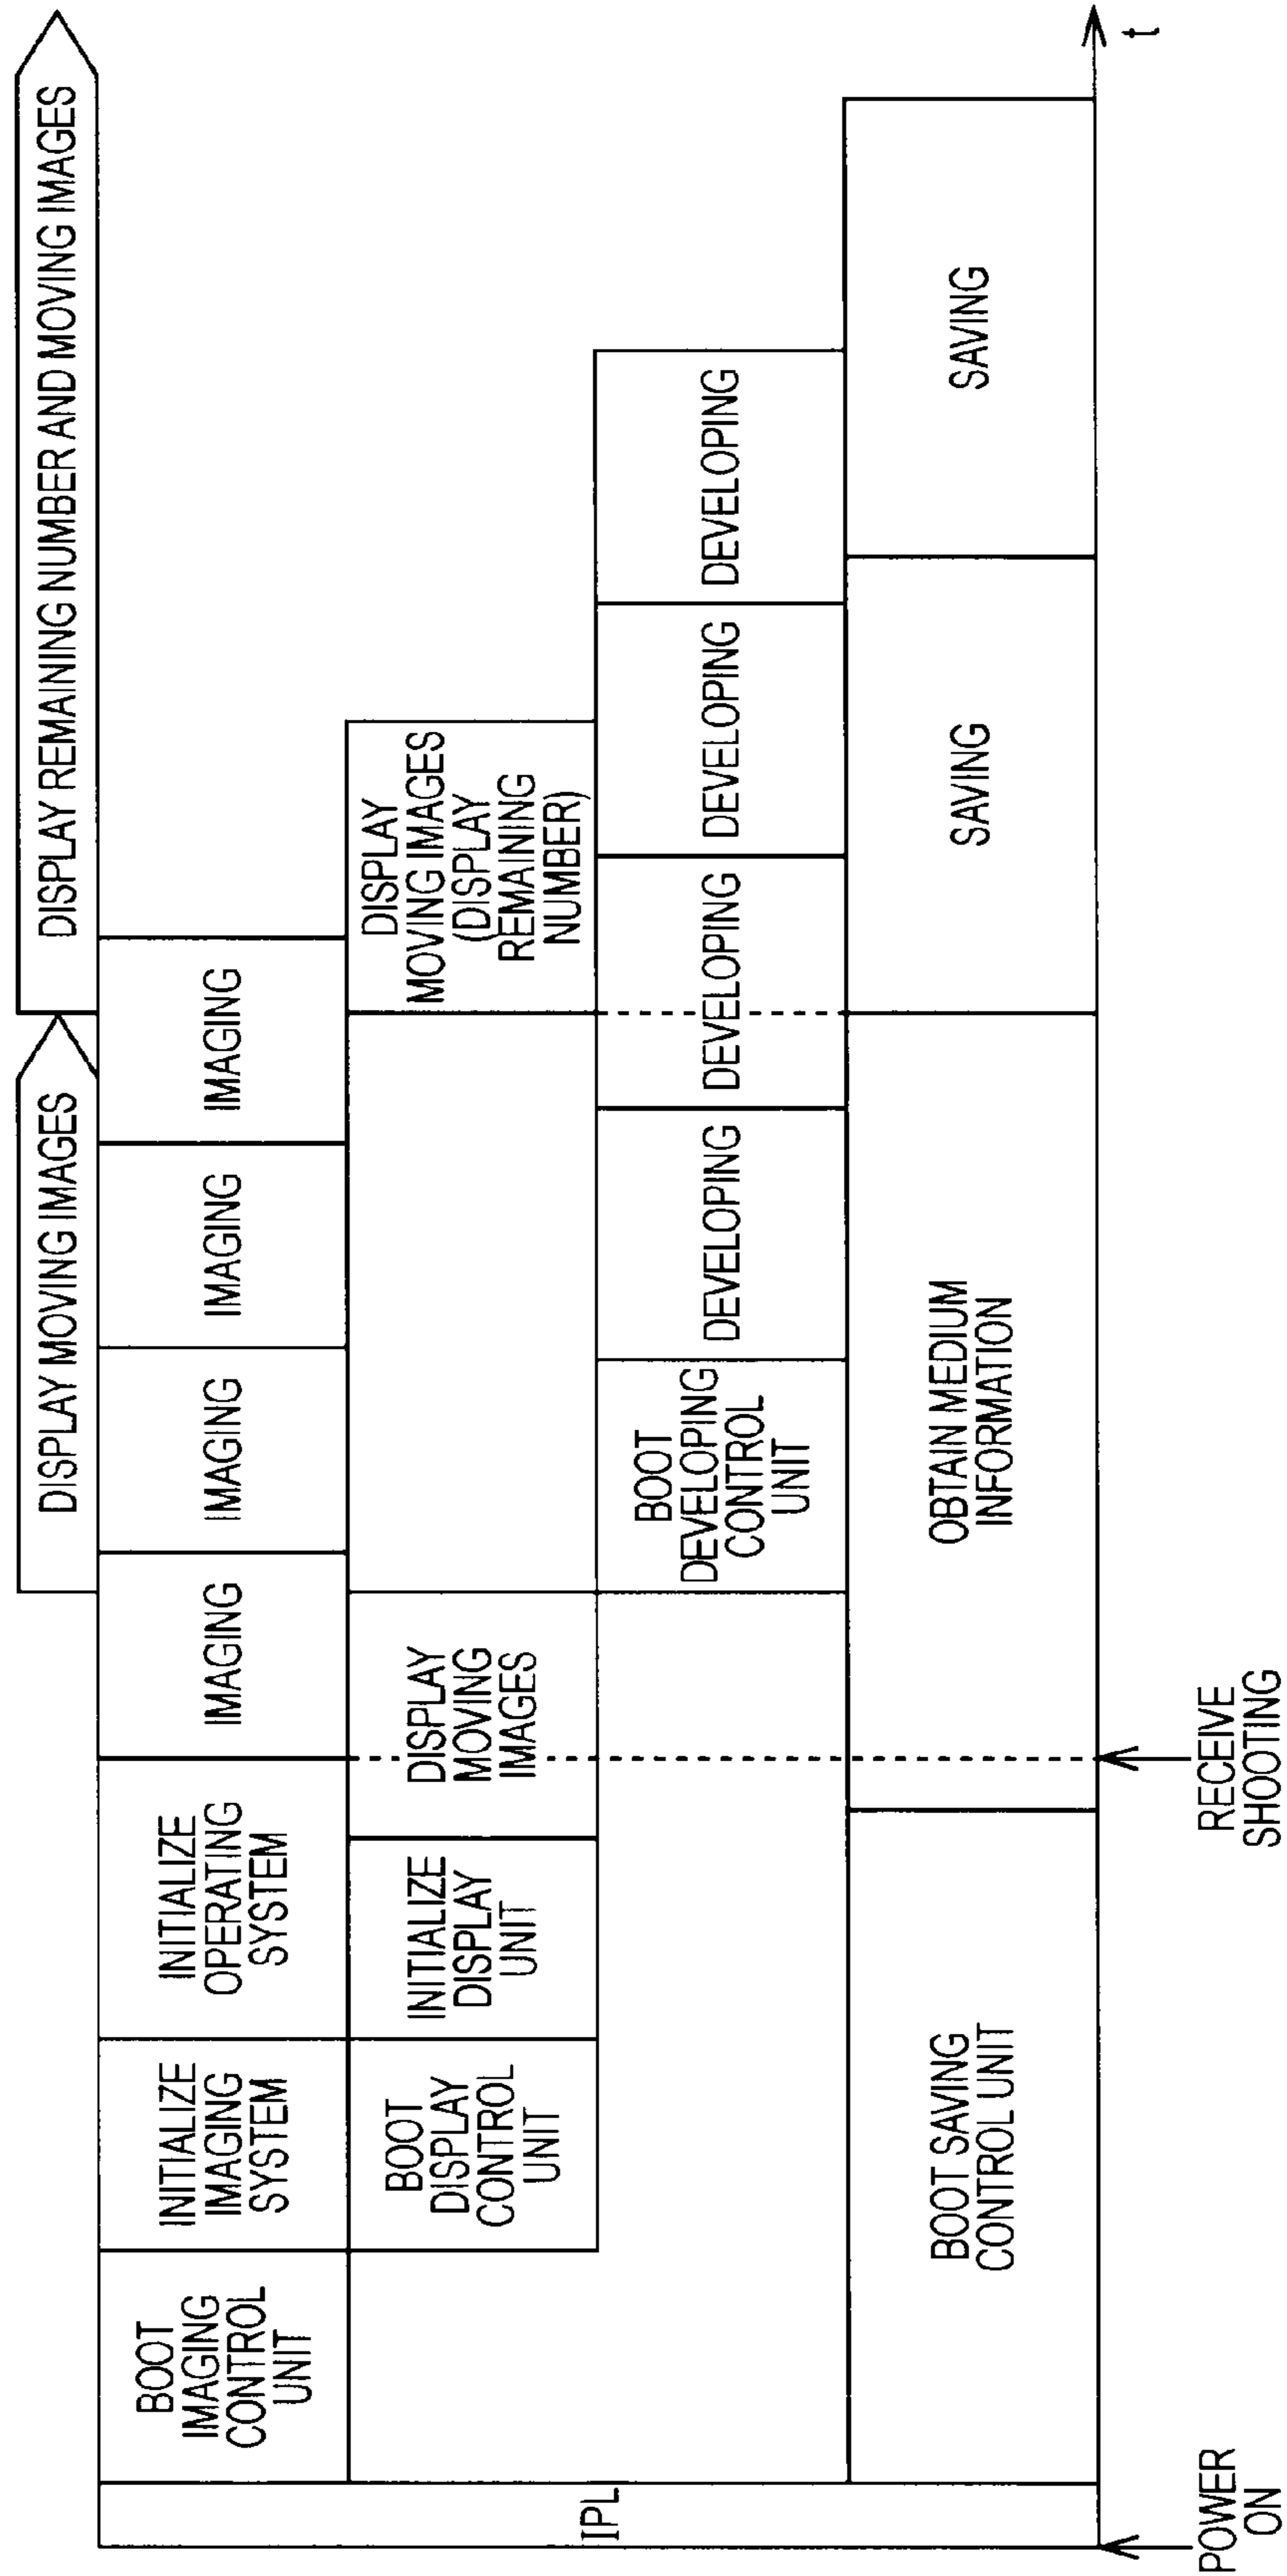 DISPLAY MOVING IMAGES
DISPLAY REMAINING NUMBER AND MOVING IMAGES
IPL
BOOT
IMAGING
CONTROL
UNIT
INITIALIZE
IMAGING
SYSTEM
INITIALIZE
OPERATING
SYSTEM
IMAGING
IMAGING
IMAGING
IMAGING
BOOT
DISPLAY
CONTROL
UNIT
INITIALIZE
DISPLAY
UNIT
DISPLAY
MOVING
IMAGES
DISPLAY
MOVING IMAGES
(DISPLAY
REMAINING
NUMBER)
BOOT
DEVELOPING
CONTROL
UNIT
DEVELOPING
DEVELOPING
DEVELOPING
DEVELOPING
BOOT SAVING
CONTROL UNIT
OBTAIN MEDIUM
INFORMATION
SAVING
SAVING
t
POWER
ON
RECEIVE
SHOOTING